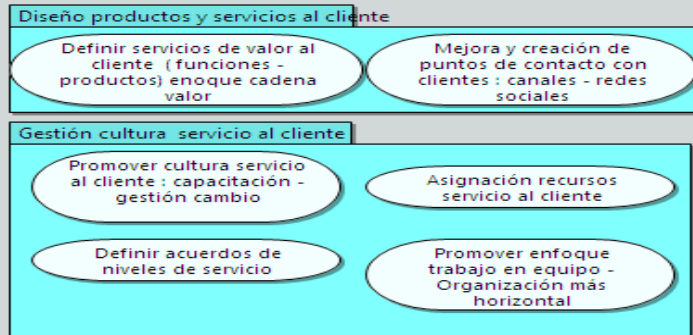 Diseño productos y servicios al cliente
Definir servicios de valor al
cliente ( funciones -
productos) enoque cadena
valor
Mejora y creación de
puntos de contacto con
clientes : canales - redes
sociales
Gestión cultura servicio al cliente
Promover cultura servicio
al cliente : capacitación -
gestión cambio
Asignación recursos
servicio al cliente
Definir acuerdos de
niveles de servicio
Promover enfoque
trabajo en equipo -
Organización más
horizontal